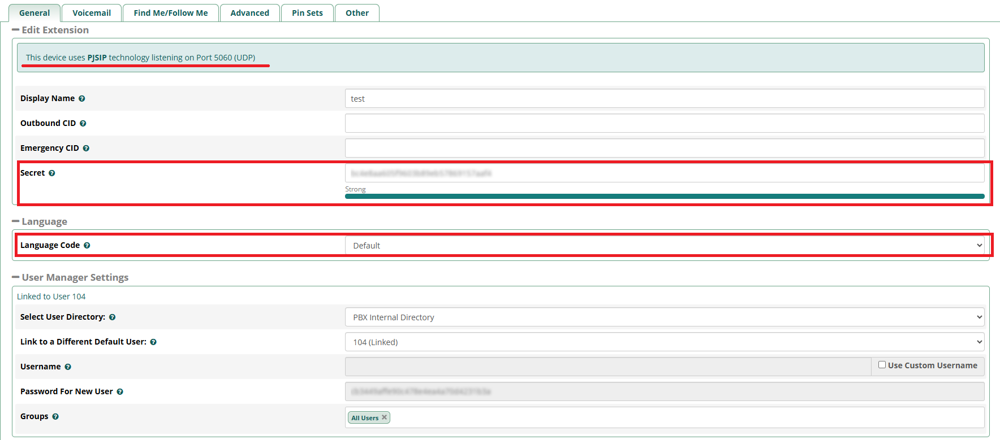 General Voicemail Find Me/Follow Me Advanced Pin Sets Other
Edit Extension
This device uses PJSIP technology listening on Port 5060 (UDP)
Display Name test
Outbound CID
Emergency CID
Secret
Strong
Language
Language Code Default
User Manager Settings
Linked to User 104
Select User Directory: PBX Internal Directory
Link to a Different Default User: 104 (Linked)
Username Use Custom Username
Password For New User
Groups All Users